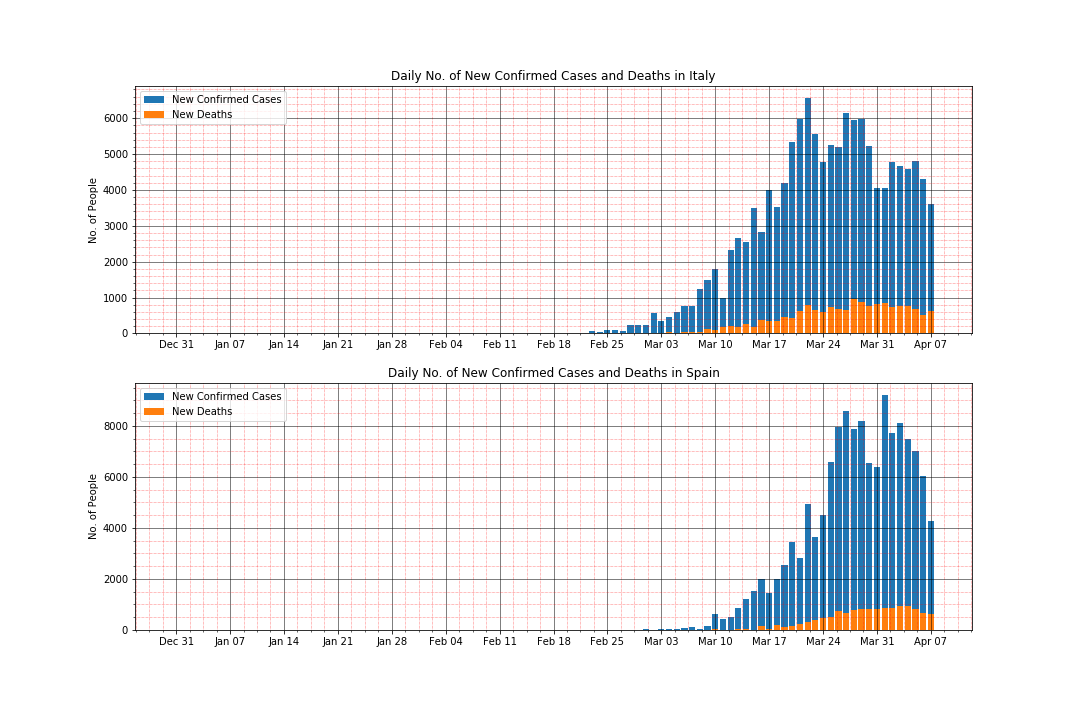 Daily No. of New Confirmed Cases and Deaths in Italy
New Confirmed Cases
New Deaths
No. of People
6000
5000
4000
3000
2000
1000
0
Dec 31 Jan 07 Jan 14 Jan 21 Jan 28 Feb 04 Feb 11 Feb 18 Feb 25 Mar 03 Mar 10 Mar 17 Mar 24 Mar 31 Apr 07
Daily No. of New Confirmed Cases and Deaths in Spain
New Confirmed Cases
New Deaths
No. of People
8000
6000
4000
2000
0
Dec 31 Jan 07 Jan 14 Jan 21 Jan 28 Feb 04 Feb 11 Feb 18 Feb 25 Mar 03 Mar 10 Mar 17 Mar 24 Mar 31 Apr 07